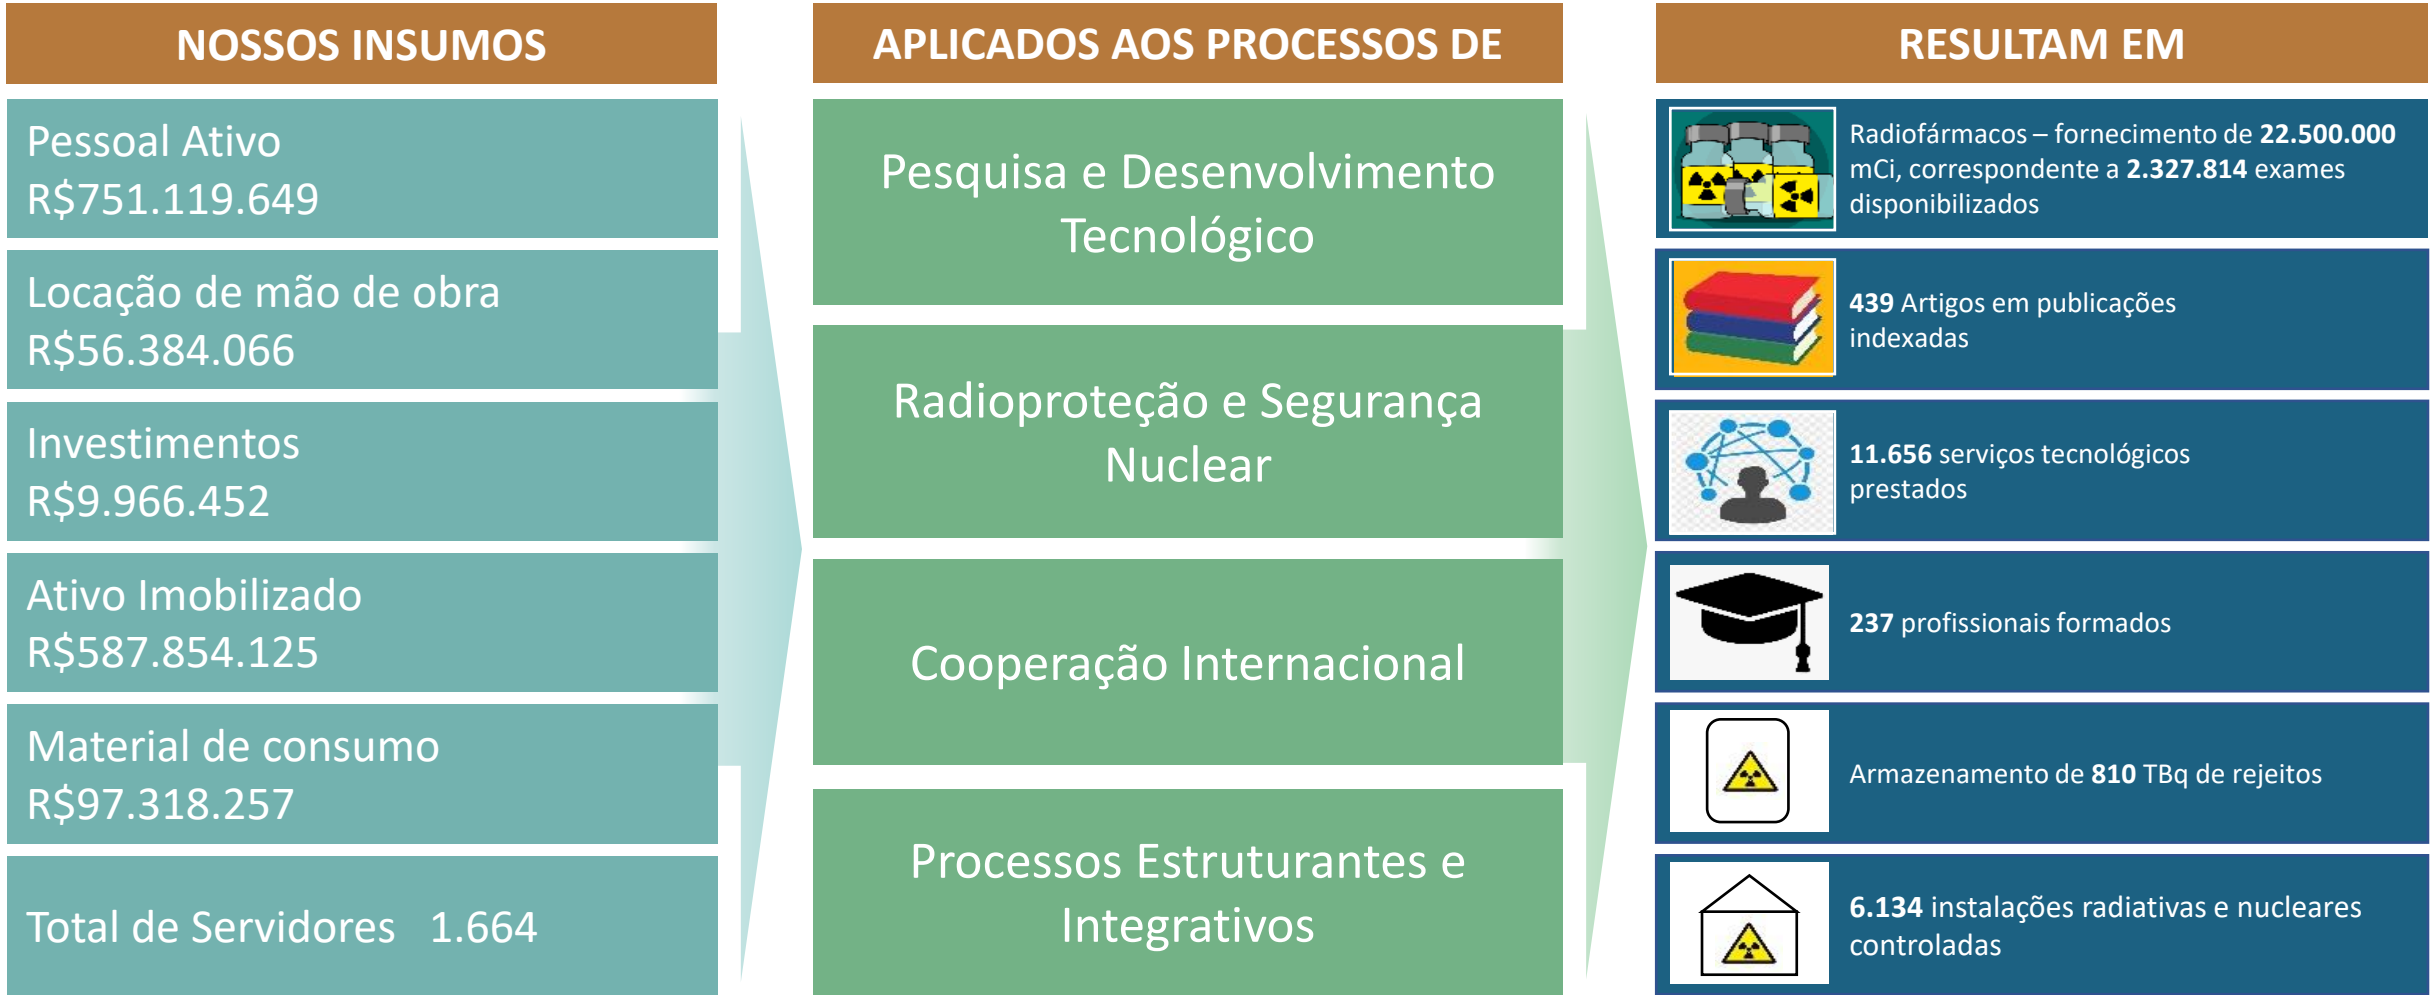 NOSSOS INSUMOS
Pessoal Ativo
R$751.119.649
Locação de mão de obra
R$56.384.066
Investimentos
R$9.966.452
Ativo Imobilizado
R$587.854.125
Material de consumo
R$97.318.257
Total de Servidores 1.664
APLICADOS AOS PROCESSOS DE
Pesquisa e Desenvolvimento
Tecnológico
Radioproteção e Segurança
Nuclear
Cooperação Internacional
Processos Estruturantes e
Integrativos
RESULTAM EM
Radiofármacos – fornecimento de 22.500.000
mCi, correspondente a 2.327.814 exames
disponibilizados
439 Artigos em publicações
indexadas
11.656 serviços tecnológicos
prestados
237 profissionais formados
Armazenamento de 810 TBq de rejeitos
6.134 instalações radiativas e nucleares
controladas